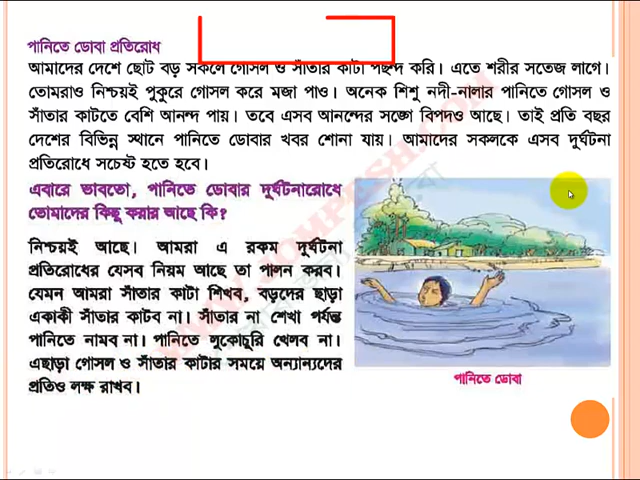 পানিতে ডোবা প্রতিরোধ
আমাদের দেশে ছোট বড় সকলে গোসল ও সাঁতার কাটা পছন্দ করি। এতে শরীর সতেজ লাগে।
তোমরাও নিশ্চয়ই পুকুরে গোসল করে মজা পাও। অনেক শিশু নদী-নালার পানিতে গোসল ও
সাঁতার কাটতে বেশি আনন্দ পায়। তবে এসব আনন্দের সঙ্গে বিপদও আছে। তাই প্রতি বছর
দেশের বিভিন্ন স্থানে পানিতে ডোবার খবর শোনা যায়। আমাদের সকলকে এসব দুর্ঘটনা
প্রতিরোধে সচেষ্ট হতে হবে।
এবারে ভাবতো, পানিতে ডোবার দুর্ঘটনারোধে
তোমাদের কিছু করার আছে কি?
নিশ্চয়ই আছে। আমরা এ রকম দুর্ঘটনা
প্রতিরোধের যেসব নিয়ম আছে তা পালন করব।
যেমন আমরা সাঁতার কাটা শিখব, বড়দের ছাড়া
একাকী সাঁতার কাটব না। সাঁতার না শেখা পর্যন্ত
পানিতে নামব না। পানিতে লুকোচুরি খেলব না।
এছাড়া গোসল ও সাঁতার কাটার সময়ে অন্যান্যদের
প্রতিও লক্ষ রাখব।
পানিতে ডোবা